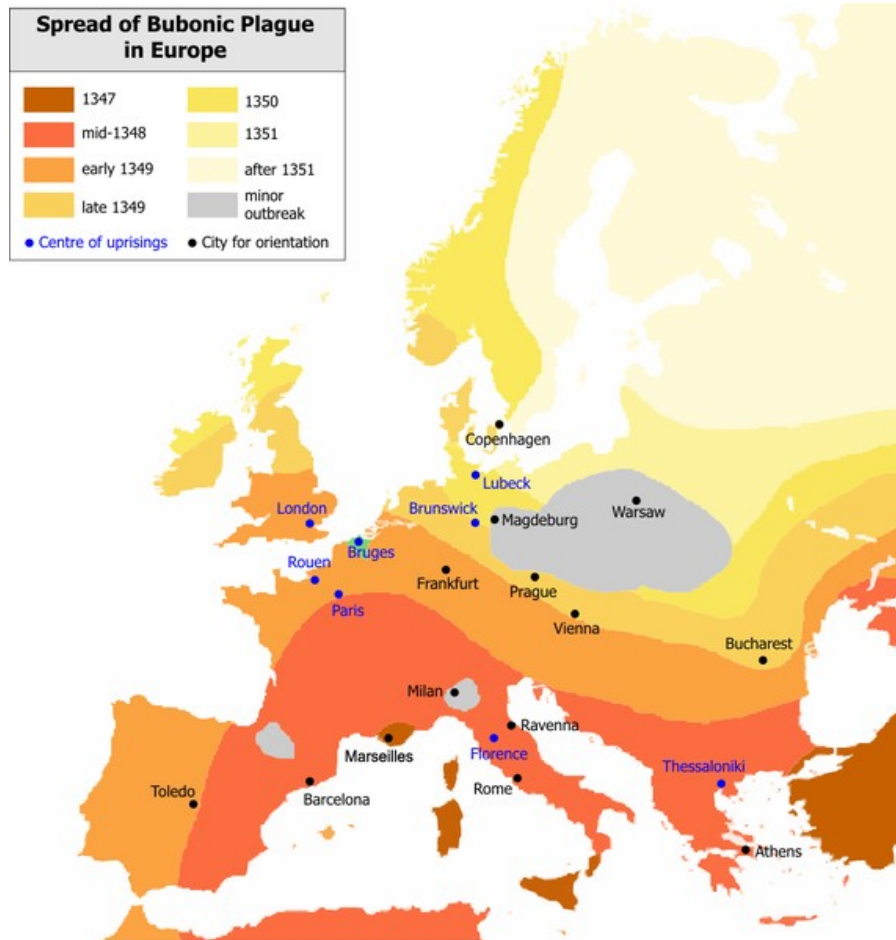 Spread of Bubonic Plague
in Europe
1347
mid-1348
early 1349
late 1349
1350
1351
after 1351
minor
outbreak
Centre of uprisings
City for orientation
Copenhagen
Lubeck
London
Brunswick
Magdeburg
Warsaw
Bruges
Rouen
Frankfurt
Prague
Paris
Vienna
Bucharest
Milan
Ravenna
Marseilles
Florence
Thessaloniki
Toledo
Barcelona
Rome
Athens